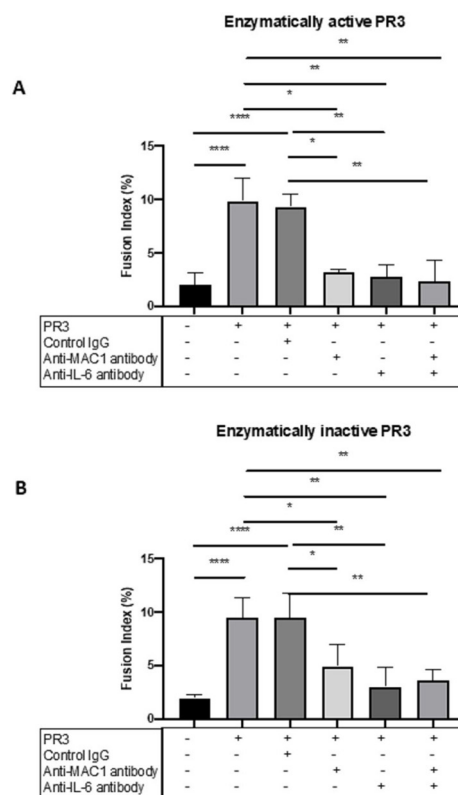 Enzymatically active PR3
A
**
**
*
**
****
*
****
**
15
10
5
0
Fusion Index (%)
PR3 - + + + + +
Control IgG - - + - - -
Anti-MAC1 antibody - - - + - +
Anti-IL-6 antibody - - - - + +
Enzymatically inactive PR3
B
**
**
*
**
****
*
****
**
15
10
5
0
Fusion Index (%)
PR3 - + + + + +
Control IgG - - + - - -
Anti-MAC1 antibody - - - + - +
Anti-IL-6 antibody - - - - + +